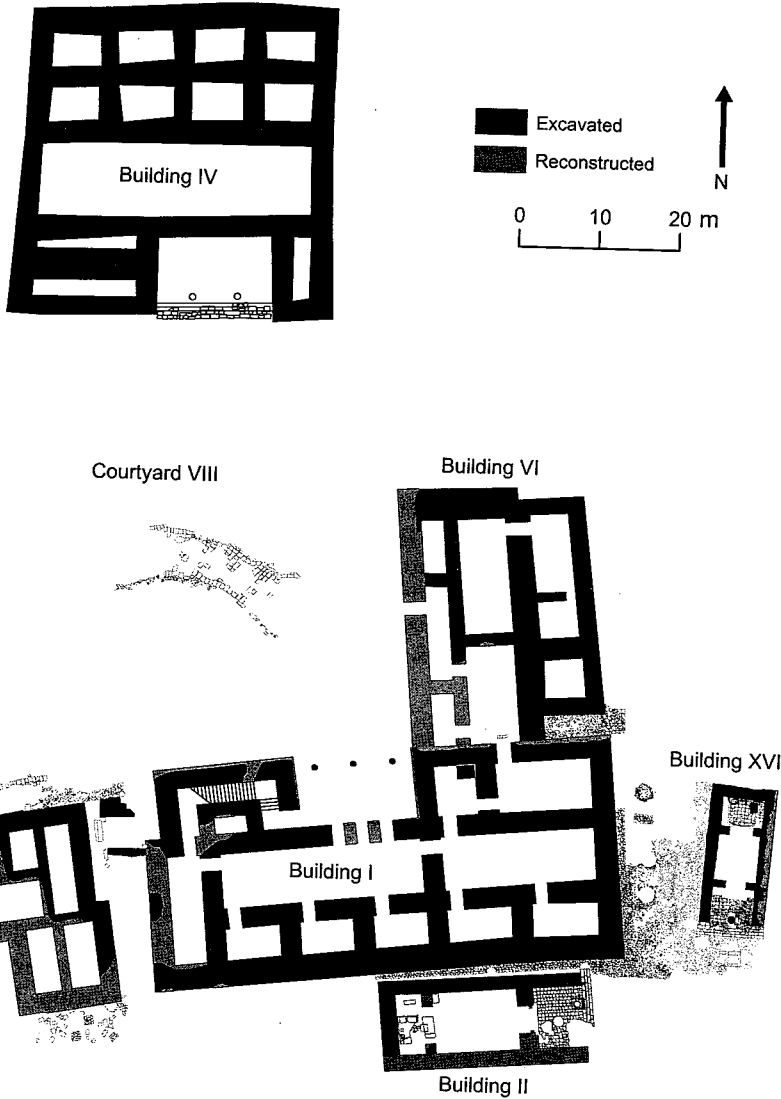 Building IV
Excavated
Reconstructed
N
0 10 20 m
Courtyard VIII
Building VI
Building XVI
Building I
Building II